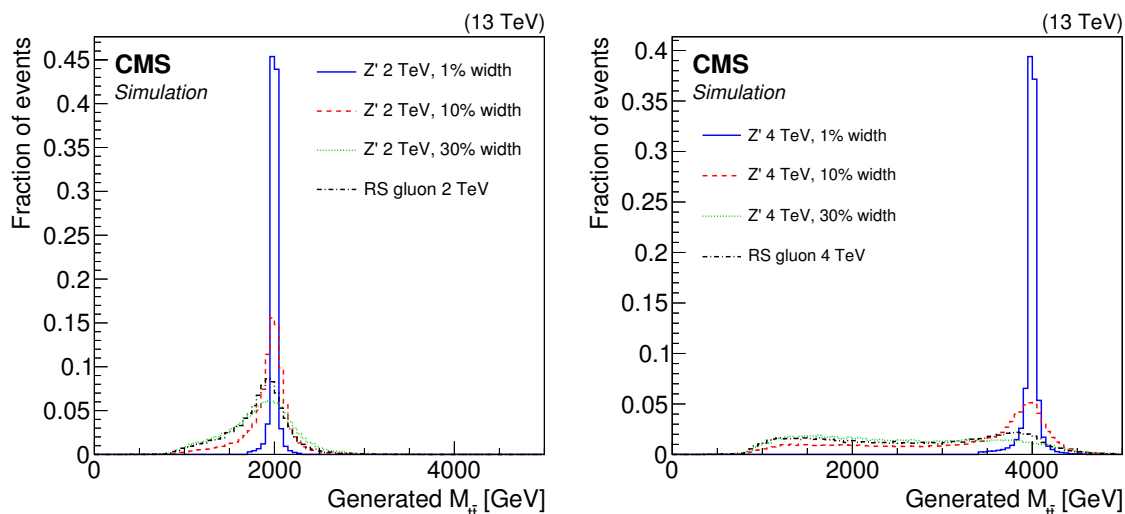 (13 TeV)
CMS
Simulation
Fraction of events
Z' 2 TeV, 1% width
Z' 2 TeV, 10% width
Z' 2 TeV, 30% width
RS gluon 2 TeV
0.45
0.4
0.35
0.3
0.25
0.2
0.15
0.1
0.05
0
0 2000 4000
Generated M_tt̄ [GeV]
(13 TeV)
CMS
Simulation
Fraction of events
Z' 4 TeV, 1% width
Z' 4 TeV, 10% width
Z' 4 TeV, 30% width
RS gluon 4 TeV
0.4
0.35
0.3
0.25
0.2
0.15
0.1
0.05
0
0 2000 4000
Generated M_tt̄ [GeV]